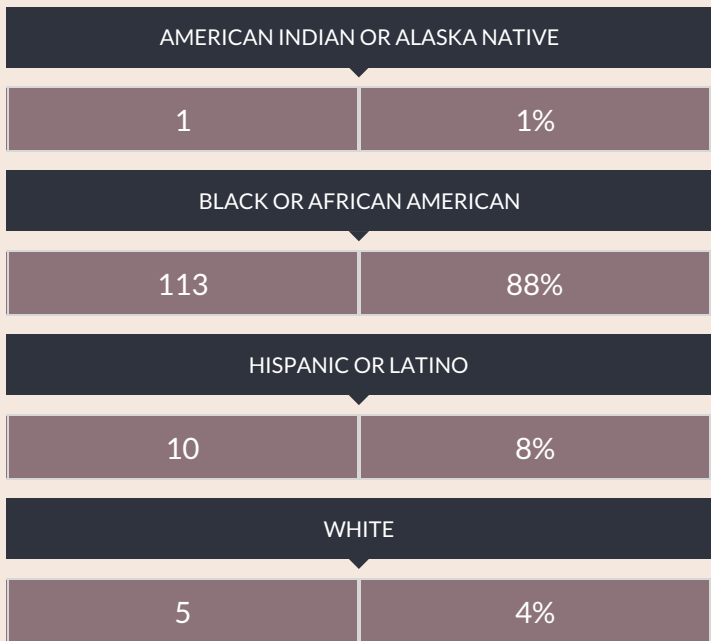 AMERICAN INDIAN OR ALASKA NATIVE
1 1%
BLACK OR AFRICAN AMERICAN
113 88%
HISPANIC OR LATINO
10 8%
WHITE
5 4%